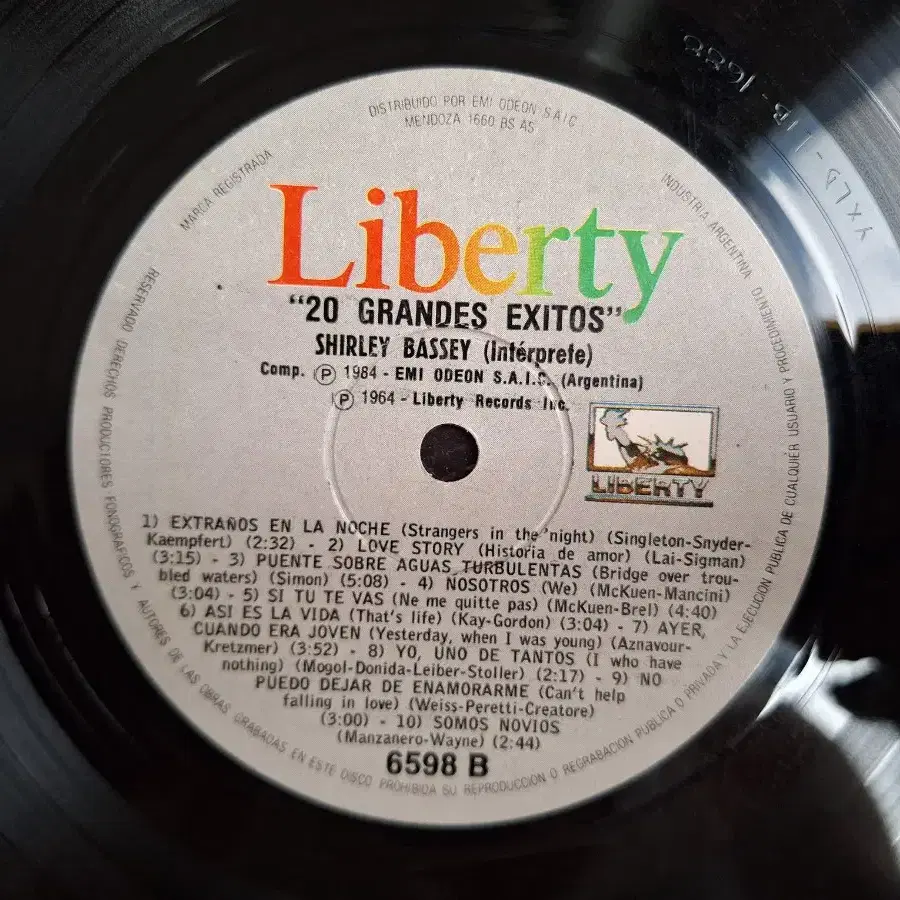 DISTRIBUIDO POR EMI ODEON S A I C
MENDOZA 1660 BS AS
MARCA REGISTRADA
INDUSTRIA ARGENTINA
Liberty
"20 GRANDES EXITOS"
SHIRLEY BASSEY (intérprete)
Comp. Ⓟ 1984 - EMI ODEON S.A.I.C. (Argentina)
Ⓟ 1964 - Liberty Records Inc.
LIBERTY
1) EXTRAÑOS EN LA NOCHE (Strangers in the night) (Singleton-Snyder-
Kaempfert) (2:32) - 2) LOVE STORY (Historia de amor) (Lai-Sigman)
(3:15) - 3) PUENTE SOBRE AGUAS TURBULENTAS (Bridge over trou-
bled waters) (Simon) (5:08) - 4) NOSOTROS (We) (McKuen-Mancini)
(3:04) - 5) SI TU TE VAS (Ne me quitte pas) (McKuen-Brel) (4:40)
6) ASI ES LA VIDA (That's life) (Kay-Gordon) (3:04) - 7) AYER,
CUANDO ERA JOVEN (Yesterday, when I was young) (Aznavour-
Kretzmer) (3:52) - 8) YO, UNO DE TANTOS (I who have
nothing) (Mogol-Donida-Leiber-Stoller) (2:17) - 9) NO
PUEDO DEJAR DE ENAMORARME (Can't help
falling in love) (Weiss-Peretti-Creatore)
(3:00) - 10) SOMOS NOVIOS
(Manzanero-Wayne) (2:44)
6598 B
RESERVADO DERECHOS PRODUCTORES FONOGRAFICOS Y AUTORES DE LAS OBRAS GRABADAS EN ESTE DISCO PROHIBIDA SU REPRODUCCION O REGRABACION PUBLICA O PRIVADA Y LA EJECUCION PUBLICA DE CUALQUIER USUARIO Y PROCEDIMIENTO